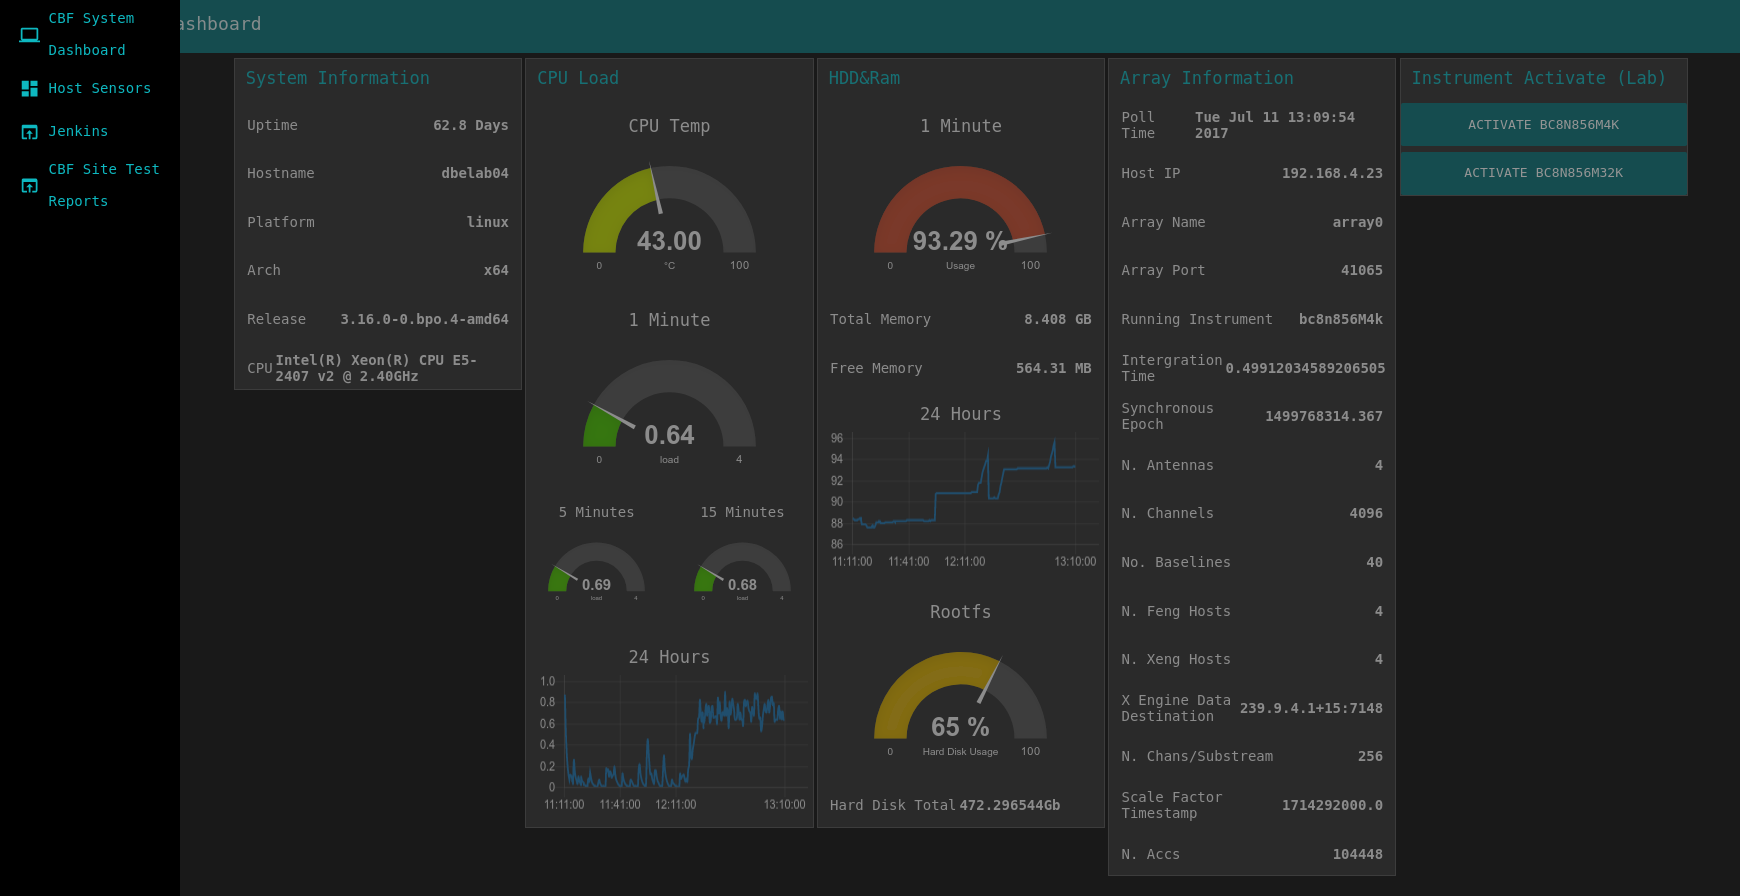 CBF System
Dashboard
Host Sensors
Jenkins
CBF Site Test
Reports
ashboard
System Information
Uptime 62.8 Days
Hostname dbelab04
Platform linux
Arch x64
Release 3.16.0-0.bpo.4-amd64
CPU Intel(R) Xeon(R) CPU E5-
2407 v2 @ 2.40GHz
CPU Load
CPU Temp
43.00
0 °C 100
1 Minute
0.64
0 load 4
5 Minutes 15 Minutes
0.69 0.68
0 load 4 0 load 4
24 Hours
1.0
0.8
0.6
0.4
0.2
0
11:11:00 11:41:00 12:11:00 13:10:00
HDD&Ram
1 Minute
93.29 %
0 Usage 100
Total Memory 8.408 GB
Free Memory 564.31 MB
24 Hours
96
94
92
90
88
86
11:11:00 11:41:00 12:11:00 13:10:00
Rootfs
65 %
0 Hard Disk Usage 100
Hard Disk Total 472.296544Gb
Array Information
Poll
Time
Tue Jul 11 13:09:54
2017
Host IP 192.168.4.23
Array Name array0
Array Port 41065
Running Instrument bc8n856M4k
Intergration
Time
0.49912034589206505
Synchronous
Epoch
1499768314.367
N. Antennas 4
N. Channels 4096
No. Baselines 40
N. Feng Hosts 4
N. Xeng Hosts 4
X Engine Data
Destination
239.9.4.1+15:7148
N. Chans/Substream 256
Scale Factor
Timestamp
1714292000.0
N. Accs 104448
Instrument Activate (Lab)
ACTIVATE BC8N856M4K
ACTIVATE BC8N856M32K